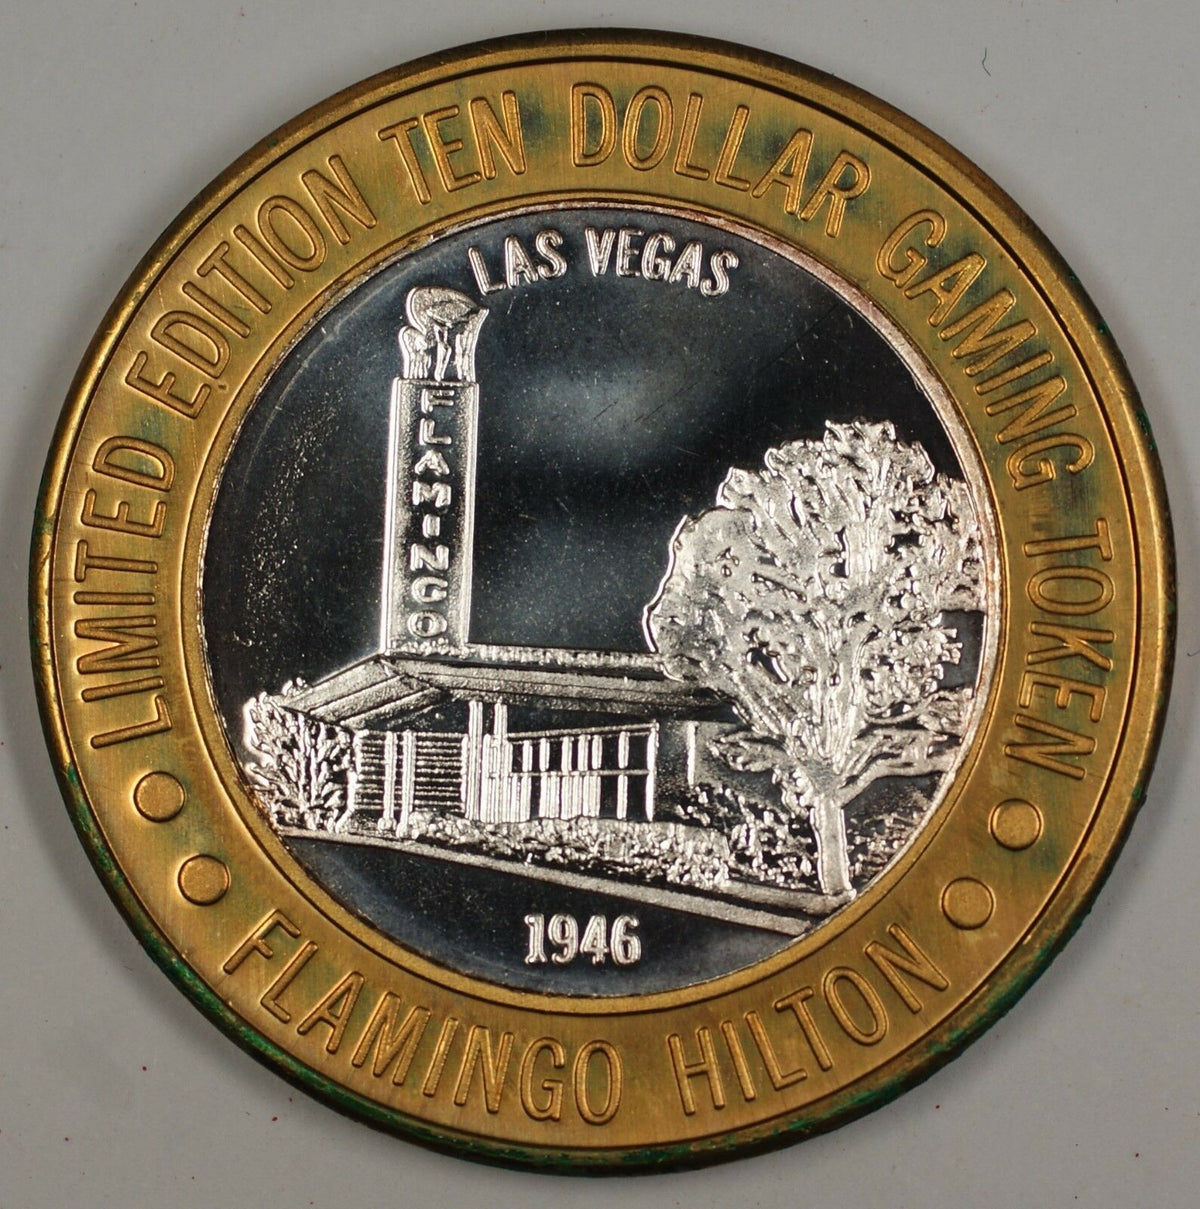 LIMITED EDITION TEN DOLLAR GAMING TOKEN
LAS VEGAS
FLAMINGO
1946
FLAMINGO HILTON